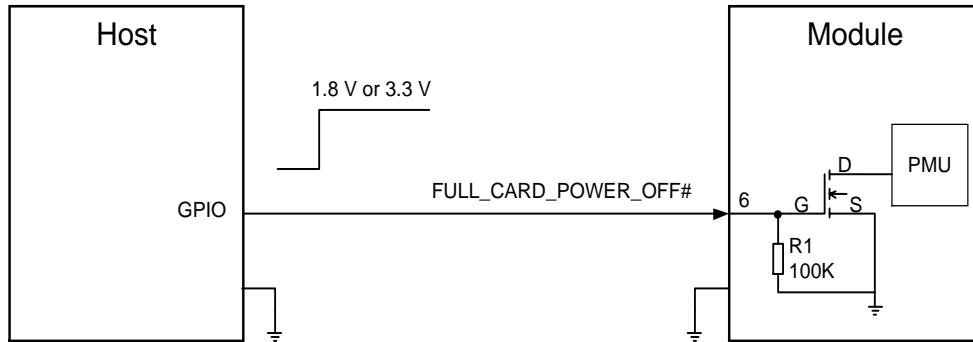 Host
Module
1.8 V or 3.3 V
D
PMU
FULL_CARD_POWER_OFF#
GPIO
6
G
S
R1
100K